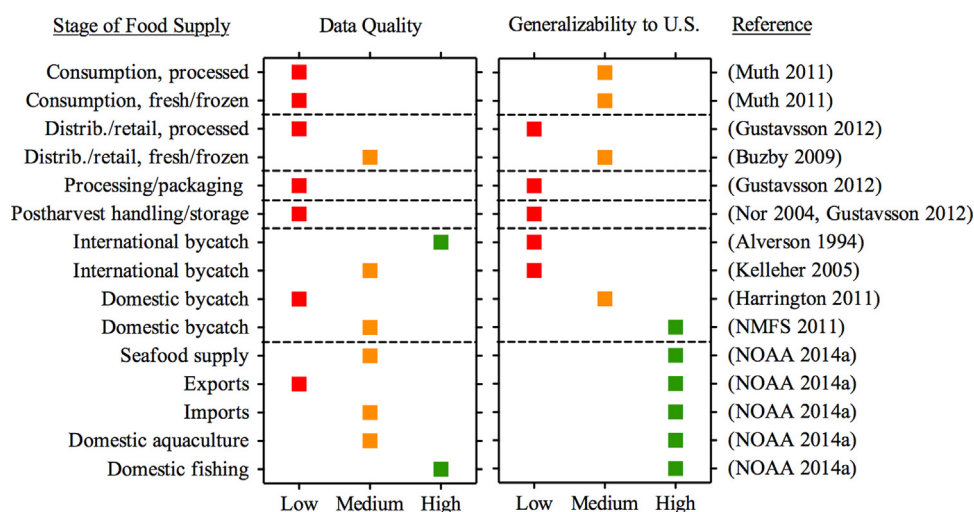 Stage of Food Supply Data Quality Generalizability to U.S. Reference
Consumption, processed (Muth 2011)
Consumption, fresh/frozen (Muth 2011)
Distrib./retail, processed (Gustavsson 2012)
Distrib./retail, fresh/frozen (Buzby 2009)
Processing/packaging (Gustavsson 2012)
Postharvest handling/storage (Nor 2004, Gustavsson 2012)
International bycatch (Alverson 1994)
International bycatch (Kelleher 2005)
Domestic bycatch (Harrington 2011)
Domestic bycatch (NMFS 2011)
Seafood supply (NOAA 2014a)
Exports (NOAA 2014a)
Imports (NOAA 2014a)
Domestic aquaculture (NOAA 2014a)
Domestic fishing (NOAA 2014a)
Low Medium High Low Medium High